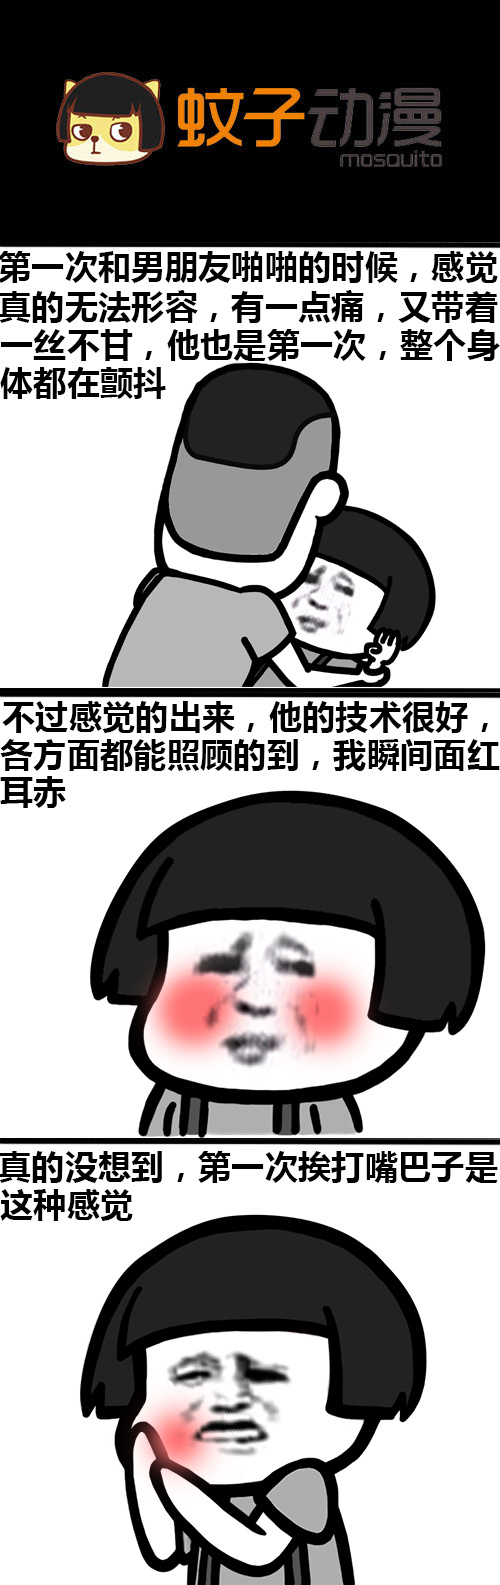 蚊子动漫
mosquito
第一次和男朋友啪啪的时候，感觉
真的无法形容，有一点痛，又带着
一丝不甘，他也是第一次，整个身
体都在颤抖
不过感觉的出来，他的技术很好，
各方面都能照顾的到，我瞬间面红
耳赤
真的没想到，第一次挨打嘴巴子是
这种感觉